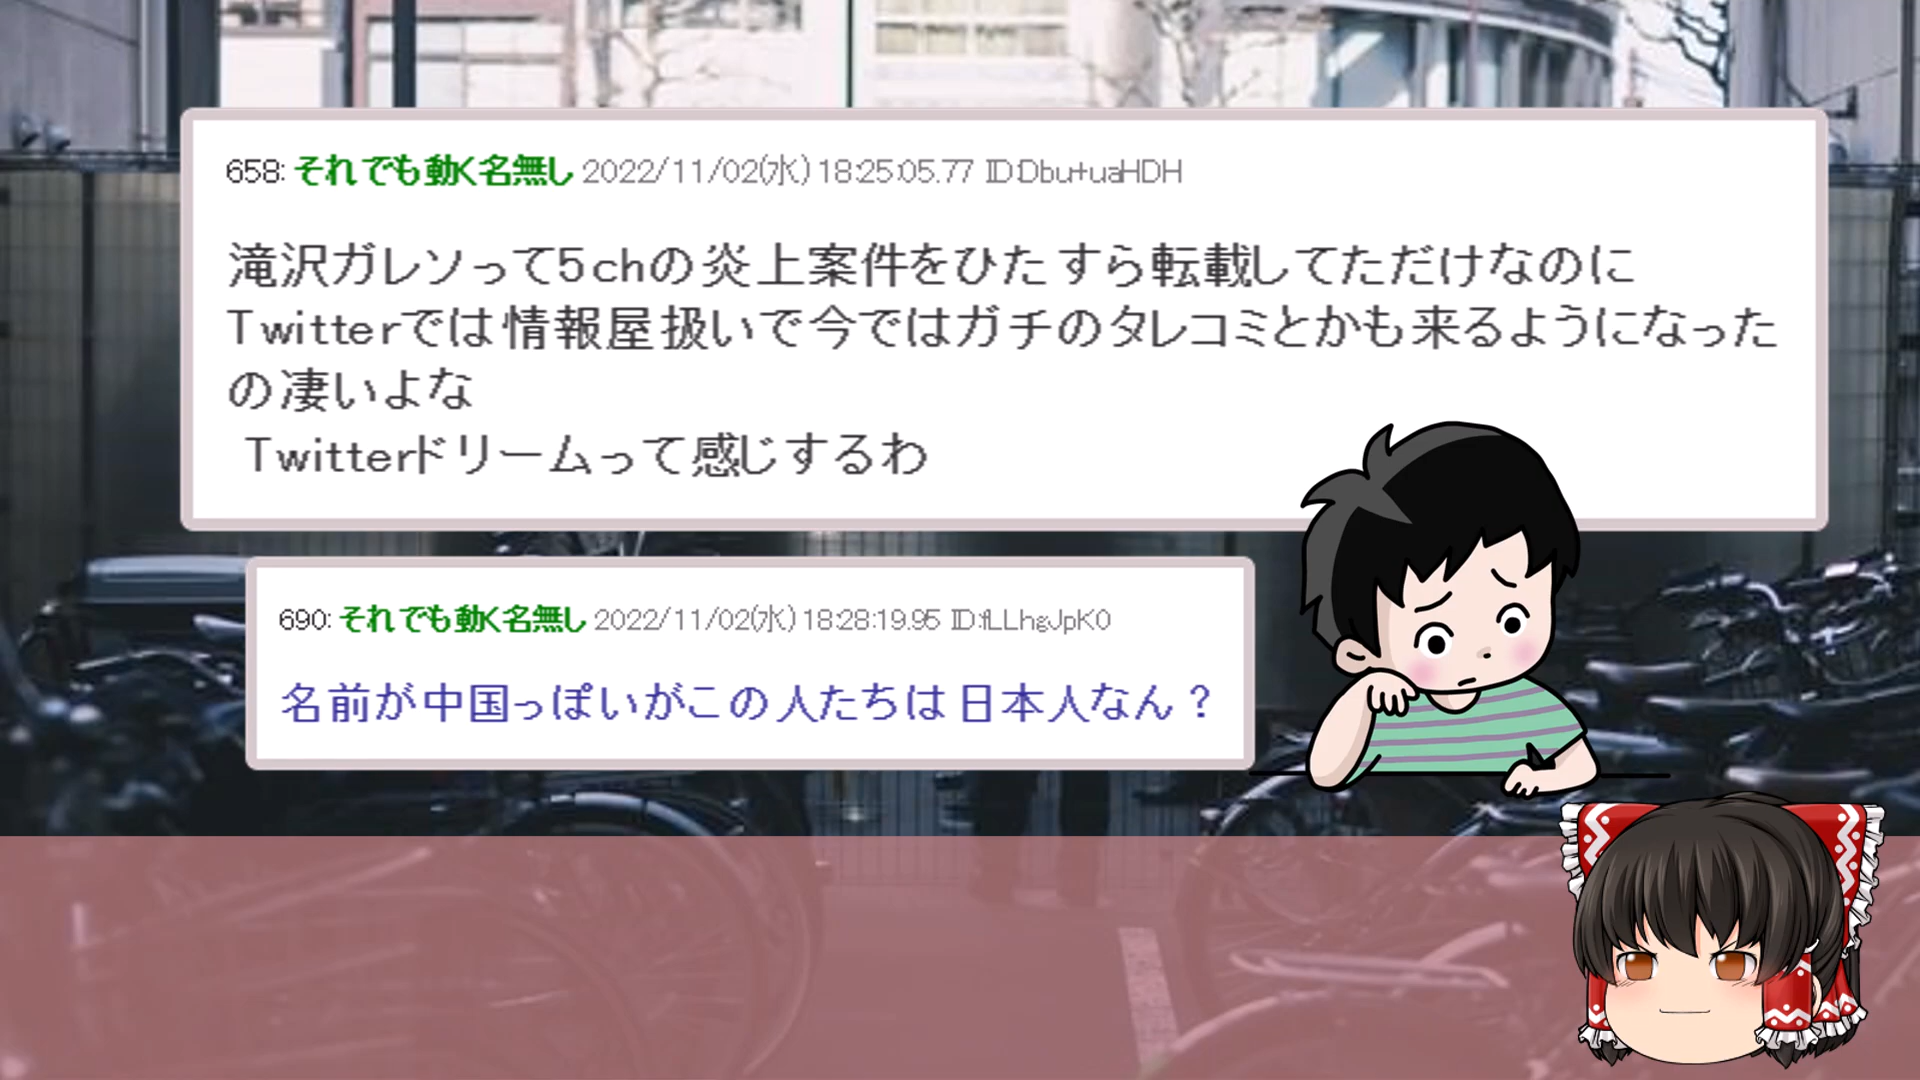 658: それでも動く名無し 2022/11/02(水) 18:25:05.77 ID:Dbu+uaHDH
滝沢ガレソって5chの炎上案件をひたすら転載してただけなのに
Twitterでは情報屋扱いで今ではガチのタレコミとかも来るようになった
の凄いよな
Twitterドリームって感じするわ
690: それでも動く名無し 2022/11/02(水) 18:28:19.95 ID:fLLhgJpK0
名前が中国っぽいがこの人たちは日本人なん？